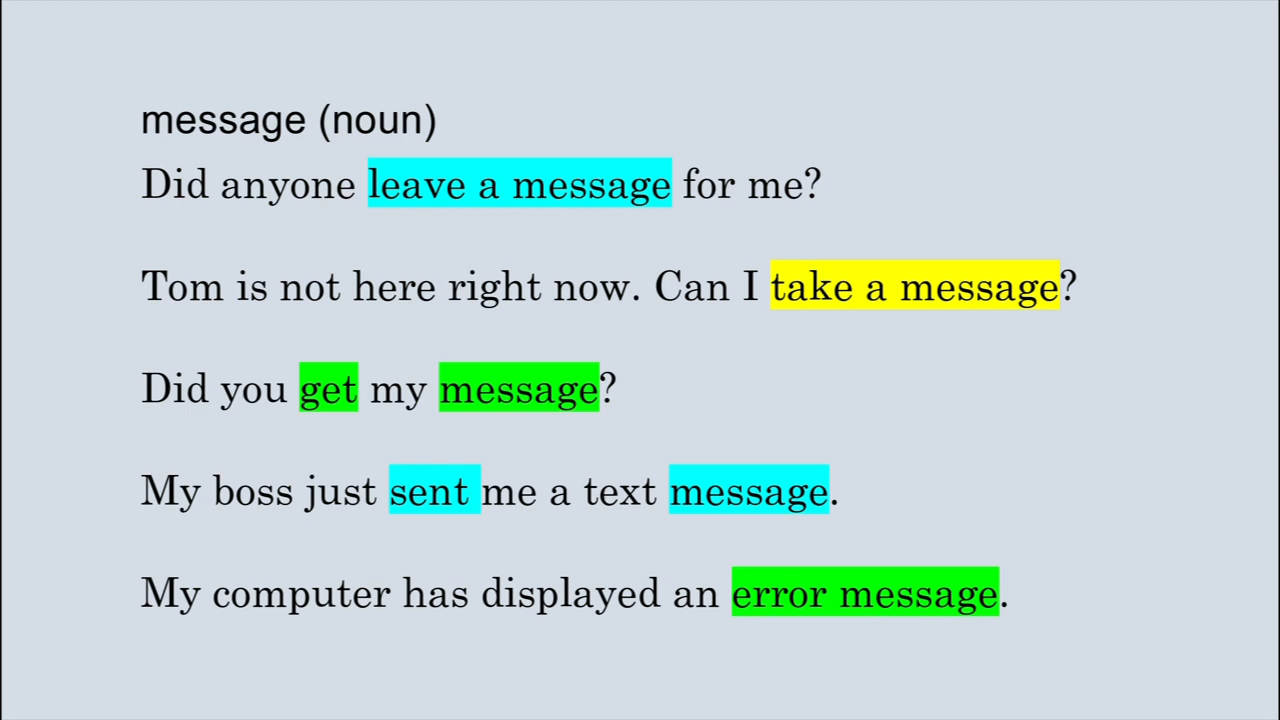 message (noun)
Did anyone leave a message for me?
Tom is not here right now. Can I take a message?
Did you get my message?
My boss just sent me a text message.
My computer has displayed an error message.